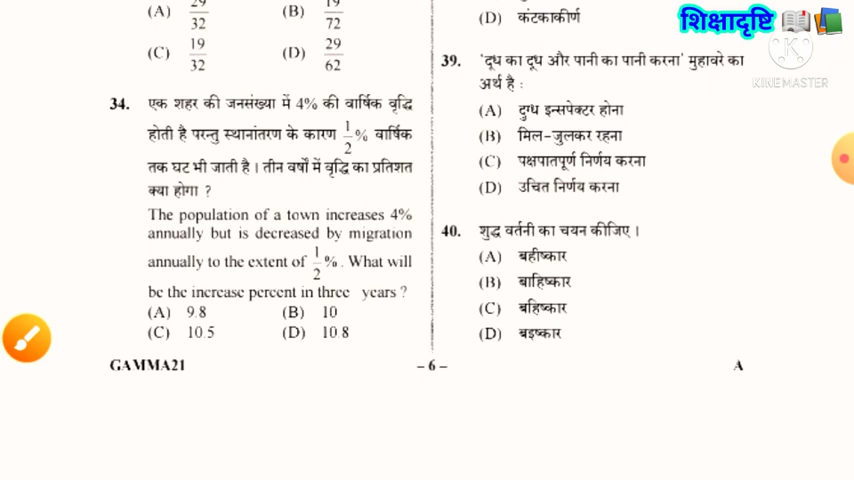 (A) 29/32 (B) 19/72
(C) 19/32 (D) 29/62
34. एक शहर की जनसंख्या में 4% की वार्षिक वृद्धि
होती है परन्तु स्थानांतरण के कारण 1/2% वार्षिक
तक घट भी जाती है। तीन वर्षों में वृद्धि का प्रतिशत
क्या होगा ?
The population of a town increases 4%
annually but is decreased by migration
annually to the extent of 1/2%. What will
be the increase percent in three years ?
(A) 9.8 (B) 10
(C) 10.5 (D) 10 8
(D) कंटकाकीर्ण
39. 'दूध का दूध और पानी का पानी करना' मुहावरे का
अर्थ है :
(A) दुग्ध इन्सपेक्टर होना
(B) मिल-जुलकर रहना
(C) पक्षपातपूर्ण निर्णय करना
(D) उचित निर्णय करना
40. शुद्ध वर्तनी का चयन कीजिए ।
(A) बहीष्कार
(B) बाहिष्कार
(C) बहिष्कार
(D) बइष्कार
GAMMA21 – 6 – A
शिक्षादृष्टि
KINEMASTER